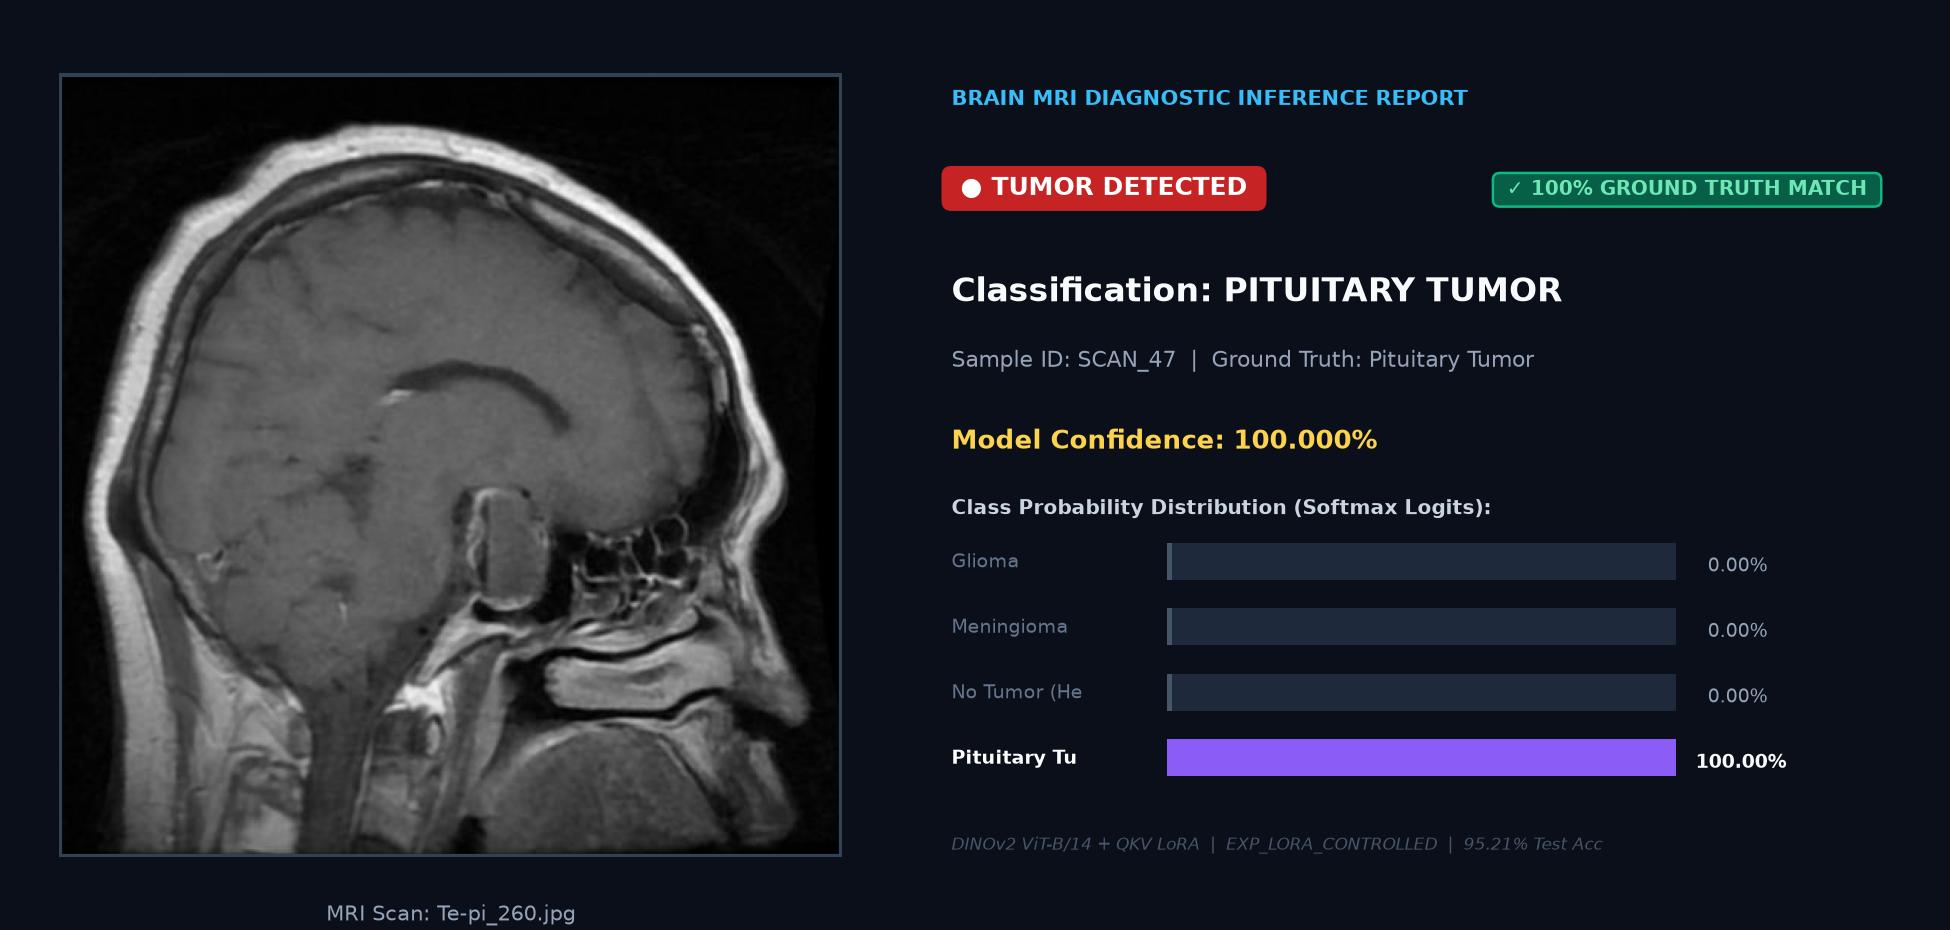 BRAIN MRI DIAGNOSTIC INFERENCE REPORT
● TUMOR DETECTED
✓ 100% GROUND TRUTH MATCH
Classification: PITUITARY TUMOR
Sample ID: SCAN_47 | Ground Truth: Pituitary Tumor
Model Confidence: 100.000%
Class Probability Distribution (Softmax Logits):
Glioma 0.00%
Meningioma 0.00%
No Tumor (He 0.00%
Pituitary Tu 100.00%
DINOv2 ViT-B/14 + QKV LoRA | EXP_LORA_CONTROLLED | 95.21% Test Acc
MRI Scan: Te-pi_260.jpg